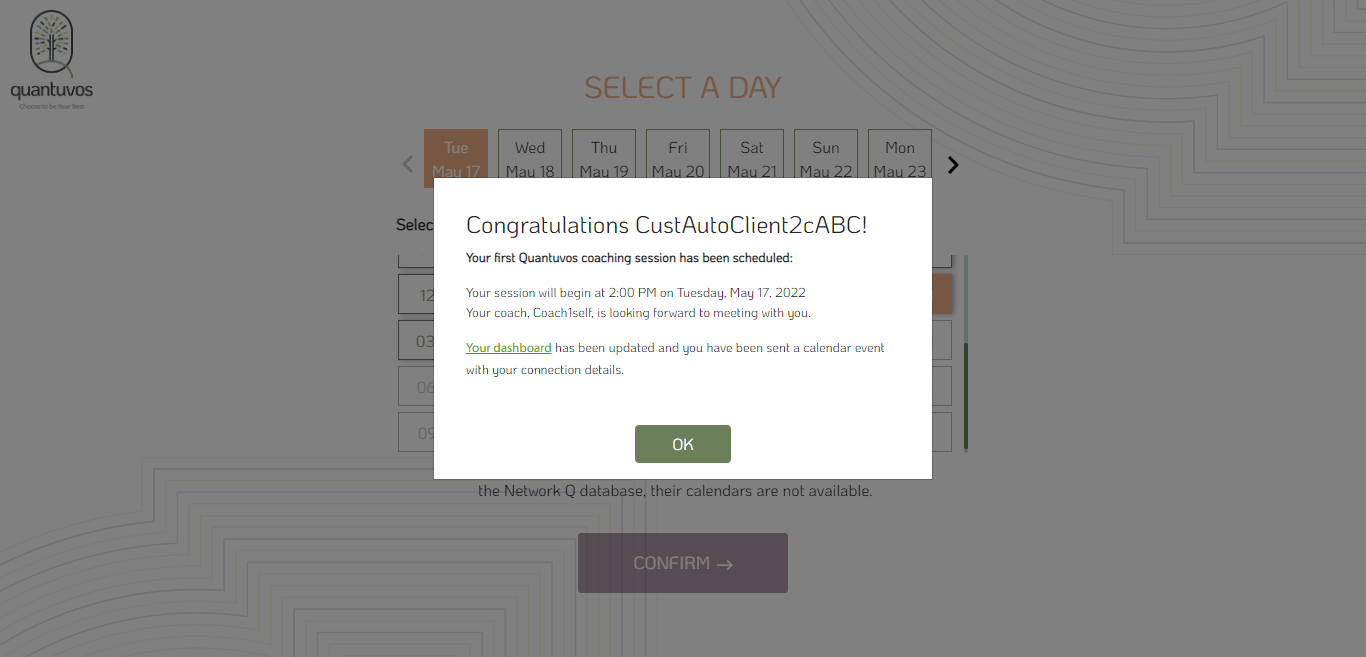 quantuvos
Choose to be Your Best
SELECT A DAY
Tue Wed Thu Fri Sat Sun Mon
May 17 May 18 May 19 May 20 May 21 May 22 May 23
Congratulations CustAutoClient2cABC!
Your first Quantuvos coaching session has been scheduled:
Your session will begin at 2:00 PM on Tuesday, May 17, 2022
Your coach, Coach1self, is looking forward to meeting with you.
Your dashboard has been updated and you have been sent a calendar event
with your connection details.
12
03
06
09
OK
the Network Q database, their calendars are not available.
CONFIRM →